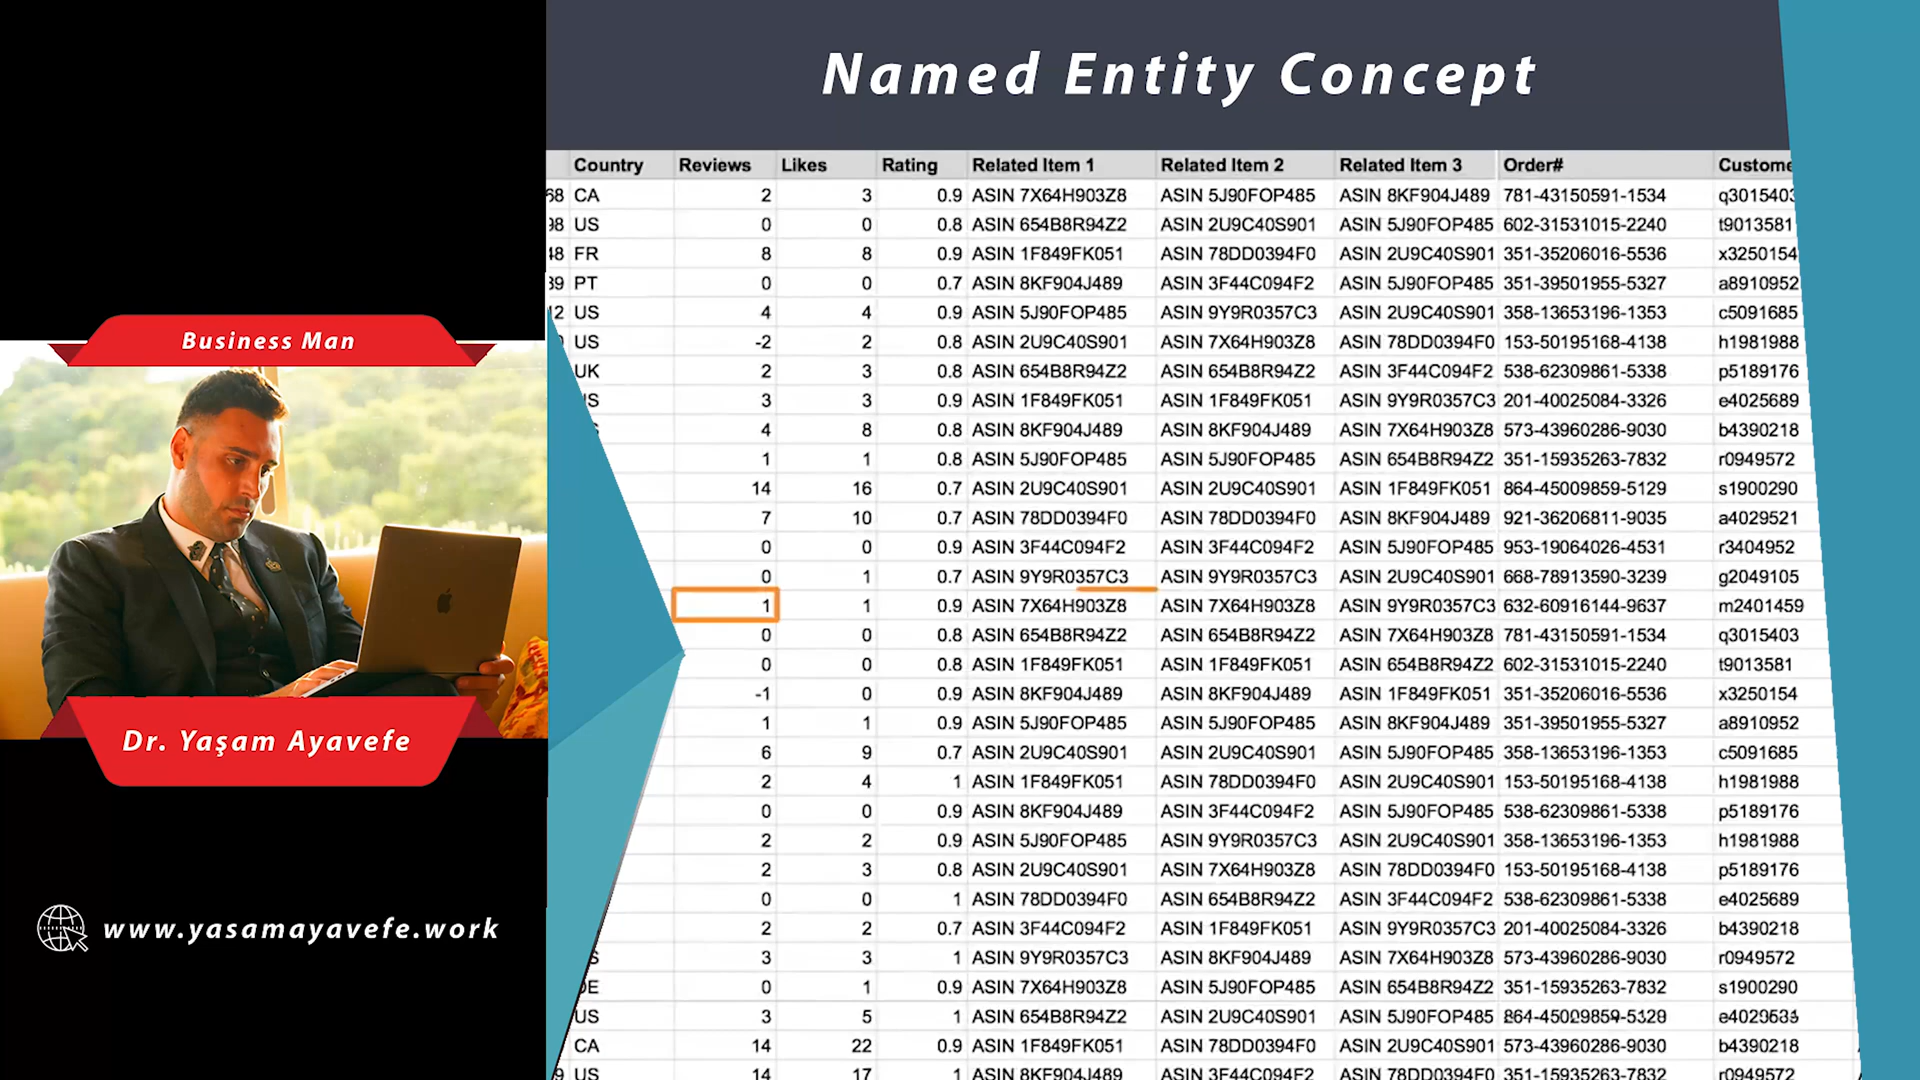 Named Entity Concept
Country Reviews Likes Rating Related Item 1 Related Item 2 Related Item 3 Order# Custome
68 CA 2 3 0.9 ASIN 7X64H903Z8 ASIN 5J90FOP485 ASIN 8KF904J489 781-43150591-1534 q3015403
98 US 0 0 0.8 ASIN 654B8R94Z2 ASIN 2U9C40S901 ASIN 5J90FOP485 602-31531015-2240 t9013581
48 FR 8 8 0.9 ASIN 1F849FK051 ASIN 78DD0394F0 ASIN 2U9C40S901 351-35206016-5536 x3250154
39 PT 0 0 0.7 ASIN 8KF904J489 ASIN 3F44C094F2 ASIN 5J90FOP485 351-39501955-5327 a8910952
12 US 4 4 0.9 ASIN 5J90FOP485 ASIN 9Y9R0357C3 ASIN 2U9C40S901 358-13653196-1353 c5091685
US -2 2 0.8 ASIN 2U9C40S901 ASIN 7X64H903Z8 ASIN 78DD0394F0 153-50195168-4138 h1981988
UK 2 3 0.8 ASIN 654B8R94Z2 ASIN 654B8R94Z2 ASIN 3F44C094F2 538-62309861-5338 p5189176
3 3 0.9 ASIN 1F849FK051 ASIN 1F849FK051 ASIN 9Y9R0357C3 201-40025084-3326 e4025689
4 8 0.8 ASIN 8KF904J489 ASIN 8KF904J489 ASIN 7X64H903Z8 573-43960286-9030 b4390218
1 1 0.8 ASIN 5J90FOP485 ASIN 5J90FOP485 ASIN 654B8R94Z2 351-15935263-7832 r0949572
14 16 0.7 ASIN 2U9C40S901 ASIN 2U9C40S901 ASIN 1F849FK051 864-45009859-5129 s1900290
7 10 0.7 ASIN 78DD0394F0 ASIN 78DD0394F0 ASIN 8KF904J489 921-36206811-9035 a4029521
0 0 0.9 ASIN 3F44C094F2 ASIN 3F44C094F2 ASIN 5J90FOP485 953-19064026-4531 r3404952
0 1 0.7 ASIN 9Y9R0357C3 ASIN 9Y9R0357C3 ASIN 2U9C40S901 668-78913590-3239 g2049105
1 1 0.9 ASIN 7X64H903Z8 ASIN 7X64H903Z8 ASIN 9Y9R0357C3 632-60916144-9637 m2401459
0 0 0.8 ASIN 654B8R94Z2 ASIN 654B8R94Z2 ASIN 7X64H903Z8 781-43150591-1534 q3015403
0 0 0.8 ASIN 1F849FK051 ASIN 1F849FK051 ASIN 654B8R94Z2 602-31531015-2240 t9013581
-1 0 0.9 ASIN 8KF904J489 ASIN 8KF904J489 ASIN 1F849FK051 351-35206016-5536 x3250154
1 1 0.9 ASIN 5J90FOP485 ASIN 5J90FOP485 ASIN 8KF904J489 351-39501955-5327 a8910952
6 9 0.7 ASIN 2U9C40S901 ASIN 2U9C40S901 ASIN 5J90FOP485 358-13653196-1353 c5091685
2 4 1 ASIN 1F849FK051 ASIN 78DD0394F0 ASIN 2U9C40S901 153-50195168-4138 h1981988
0 0 0.9 ASIN 8KF904J489 ASIN 3F44C094F2 ASIN 5J90FOP485 538-62309861-5338 p5189176
2 2 0.9 ASIN 5J90FOP485 ASIN 9Y9R0357C3 ASIN 2U9C40S901 358-13653196-1353 h1981988
2 3 0.8 ASIN 2U9C40S901 ASIN 7X64H903Z8 ASIN 78DD0394F0 153-50195168-4138 p5189176
0 0 1 ASIN 78DD0394F0 ASIN 654B8R94Z2 ASIN 3F44C094F2 538-62309861-5338 e4025689
2 2 0.7 ASIN 3F44C094F2 ASIN 1F849FK051 ASIN 9Y9R0357C3 201-40025084-3326 b4390218
S 3 3 1 ASIN 9Y9R0357C3 ASIN 8KF904J489 ASIN 7X64H903Z8 573-43960286-9030 r0949572
DE 0 1 0.9 ASIN 7X64H903Z8 ASIN 5J90FOP485 ASIN 654B8R94Z2 351-15935263-7832 s1900290
US 3 5 1 ASIN 654B8R94Z2 ASIN 2U9C40S901 ASIN 5J90FOP485
CA 14 22 0.9 ASIN 1F849FK051 ASIN 78DD0394F0 ASIN 2U9C40S901 573-43960286-9030 b4390218
9 US 14 17 1 ASIN 8KF904J489 ASIN 3F44C094F2 ASIN 78DD0394F0 351-15935263-7832 r0949572
Business Man
Dr. Yaşam Ayavefe
www.yasamayavefe.work